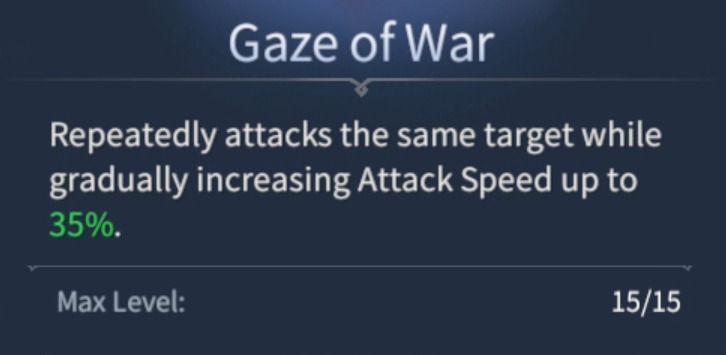 Gaze of War
Repeatedly attacks the same target while
gradually increasing Attack Speed up to
35%.
Max Level: 15/15